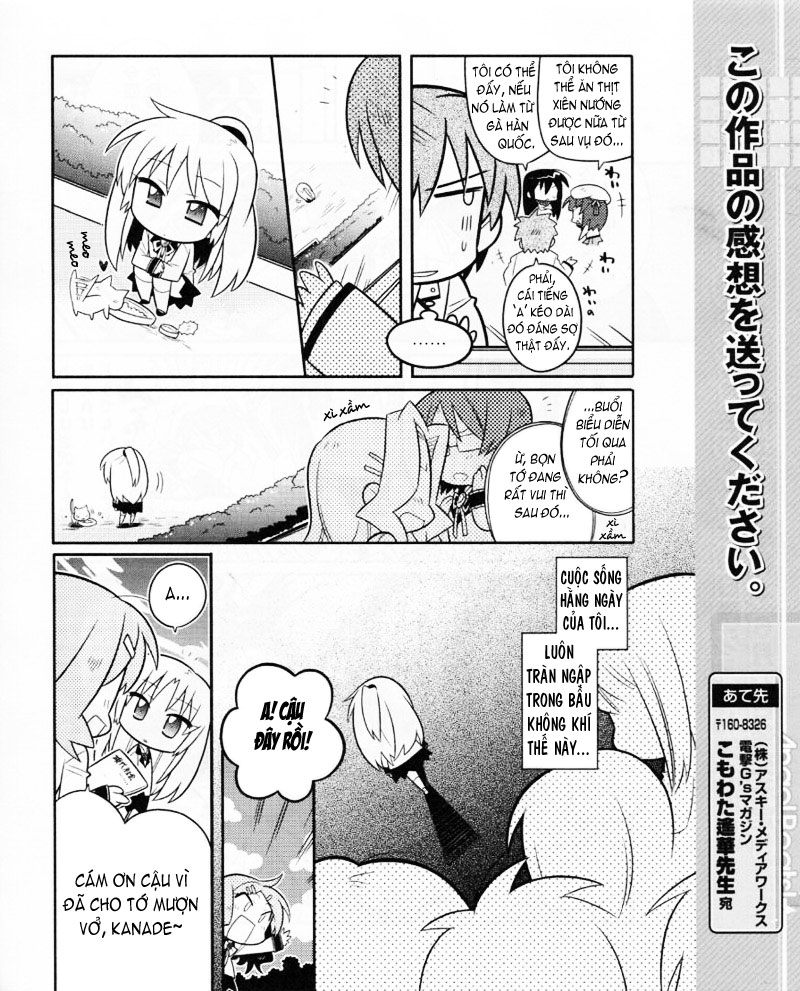 この作品の感想を送ってください。
あて先
〒160-8326
(株)アスキー・メディアワークス
電撃G'sマガジン
こもわた遙華先生 宛
TÔI KHÔNG
THỂ ĂN THỊT
XIÊN NƯỚNG
ĐƯỢC NỮA TỪ
SAU VỤ ĐÓ...
TÔI CÓ THỂ
ĐẤY, NẾU
NÓ LÀM TỪ
GÀ HÀN
QUỐC.
わい
わい
PHẢI,
CÁI TIẾNG
'A' KÉO DÀI
ĐÓ ĐÁNG SỢ
THẬT ĐẤY.
......
meo
meo
...BUỔI
BIỂU DIỄN
TỐI QUA
PHẢI
KHÔNG?
xì xầm
Ừ, BỌN
TỚ ĐANG
RẤT VUI THÌ
SAU ĐÓ...
xì
xầm
CUỘC SỐNG
HẰNG NGÀY
CỦA TÔI...
LUÔN
TRÀN NGẬP
TRONG BẦU
KHÔNG KHÍ
THẾ NÀY...
A! CẬU
ĐÂY RỒI!
A...
CÁM ƠN CẬU VÌ
ĐÃ CHO TỚ MƯỢN
VỞ, KANADE~